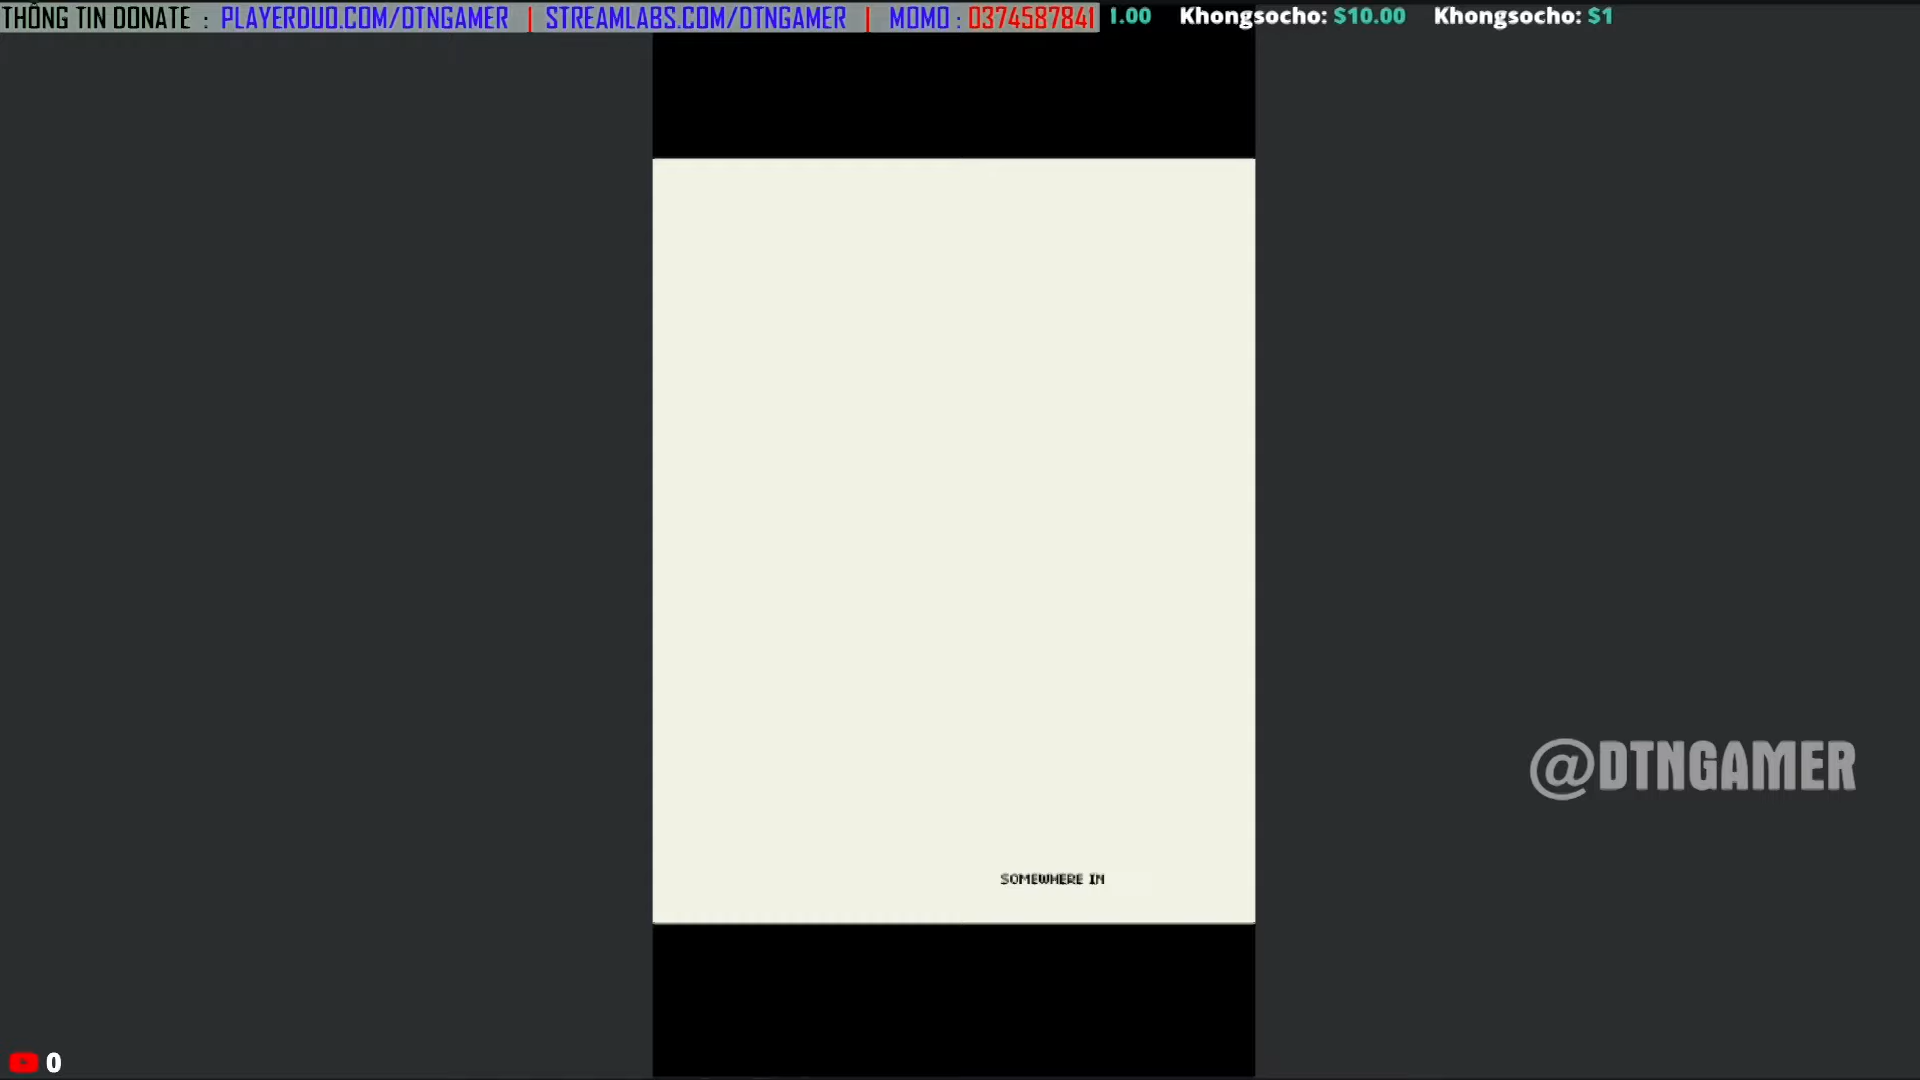 THÔNG TIN DONATE : PLAYERDUO.COM/DTNGAMER | STREAMLABS.COM/DTNGAMER | MOMO : 0374587841 1.00 Khongsocho: $10.00 Khongsocho: $1
@DTNGAMER
SOMEWHERE IN
0